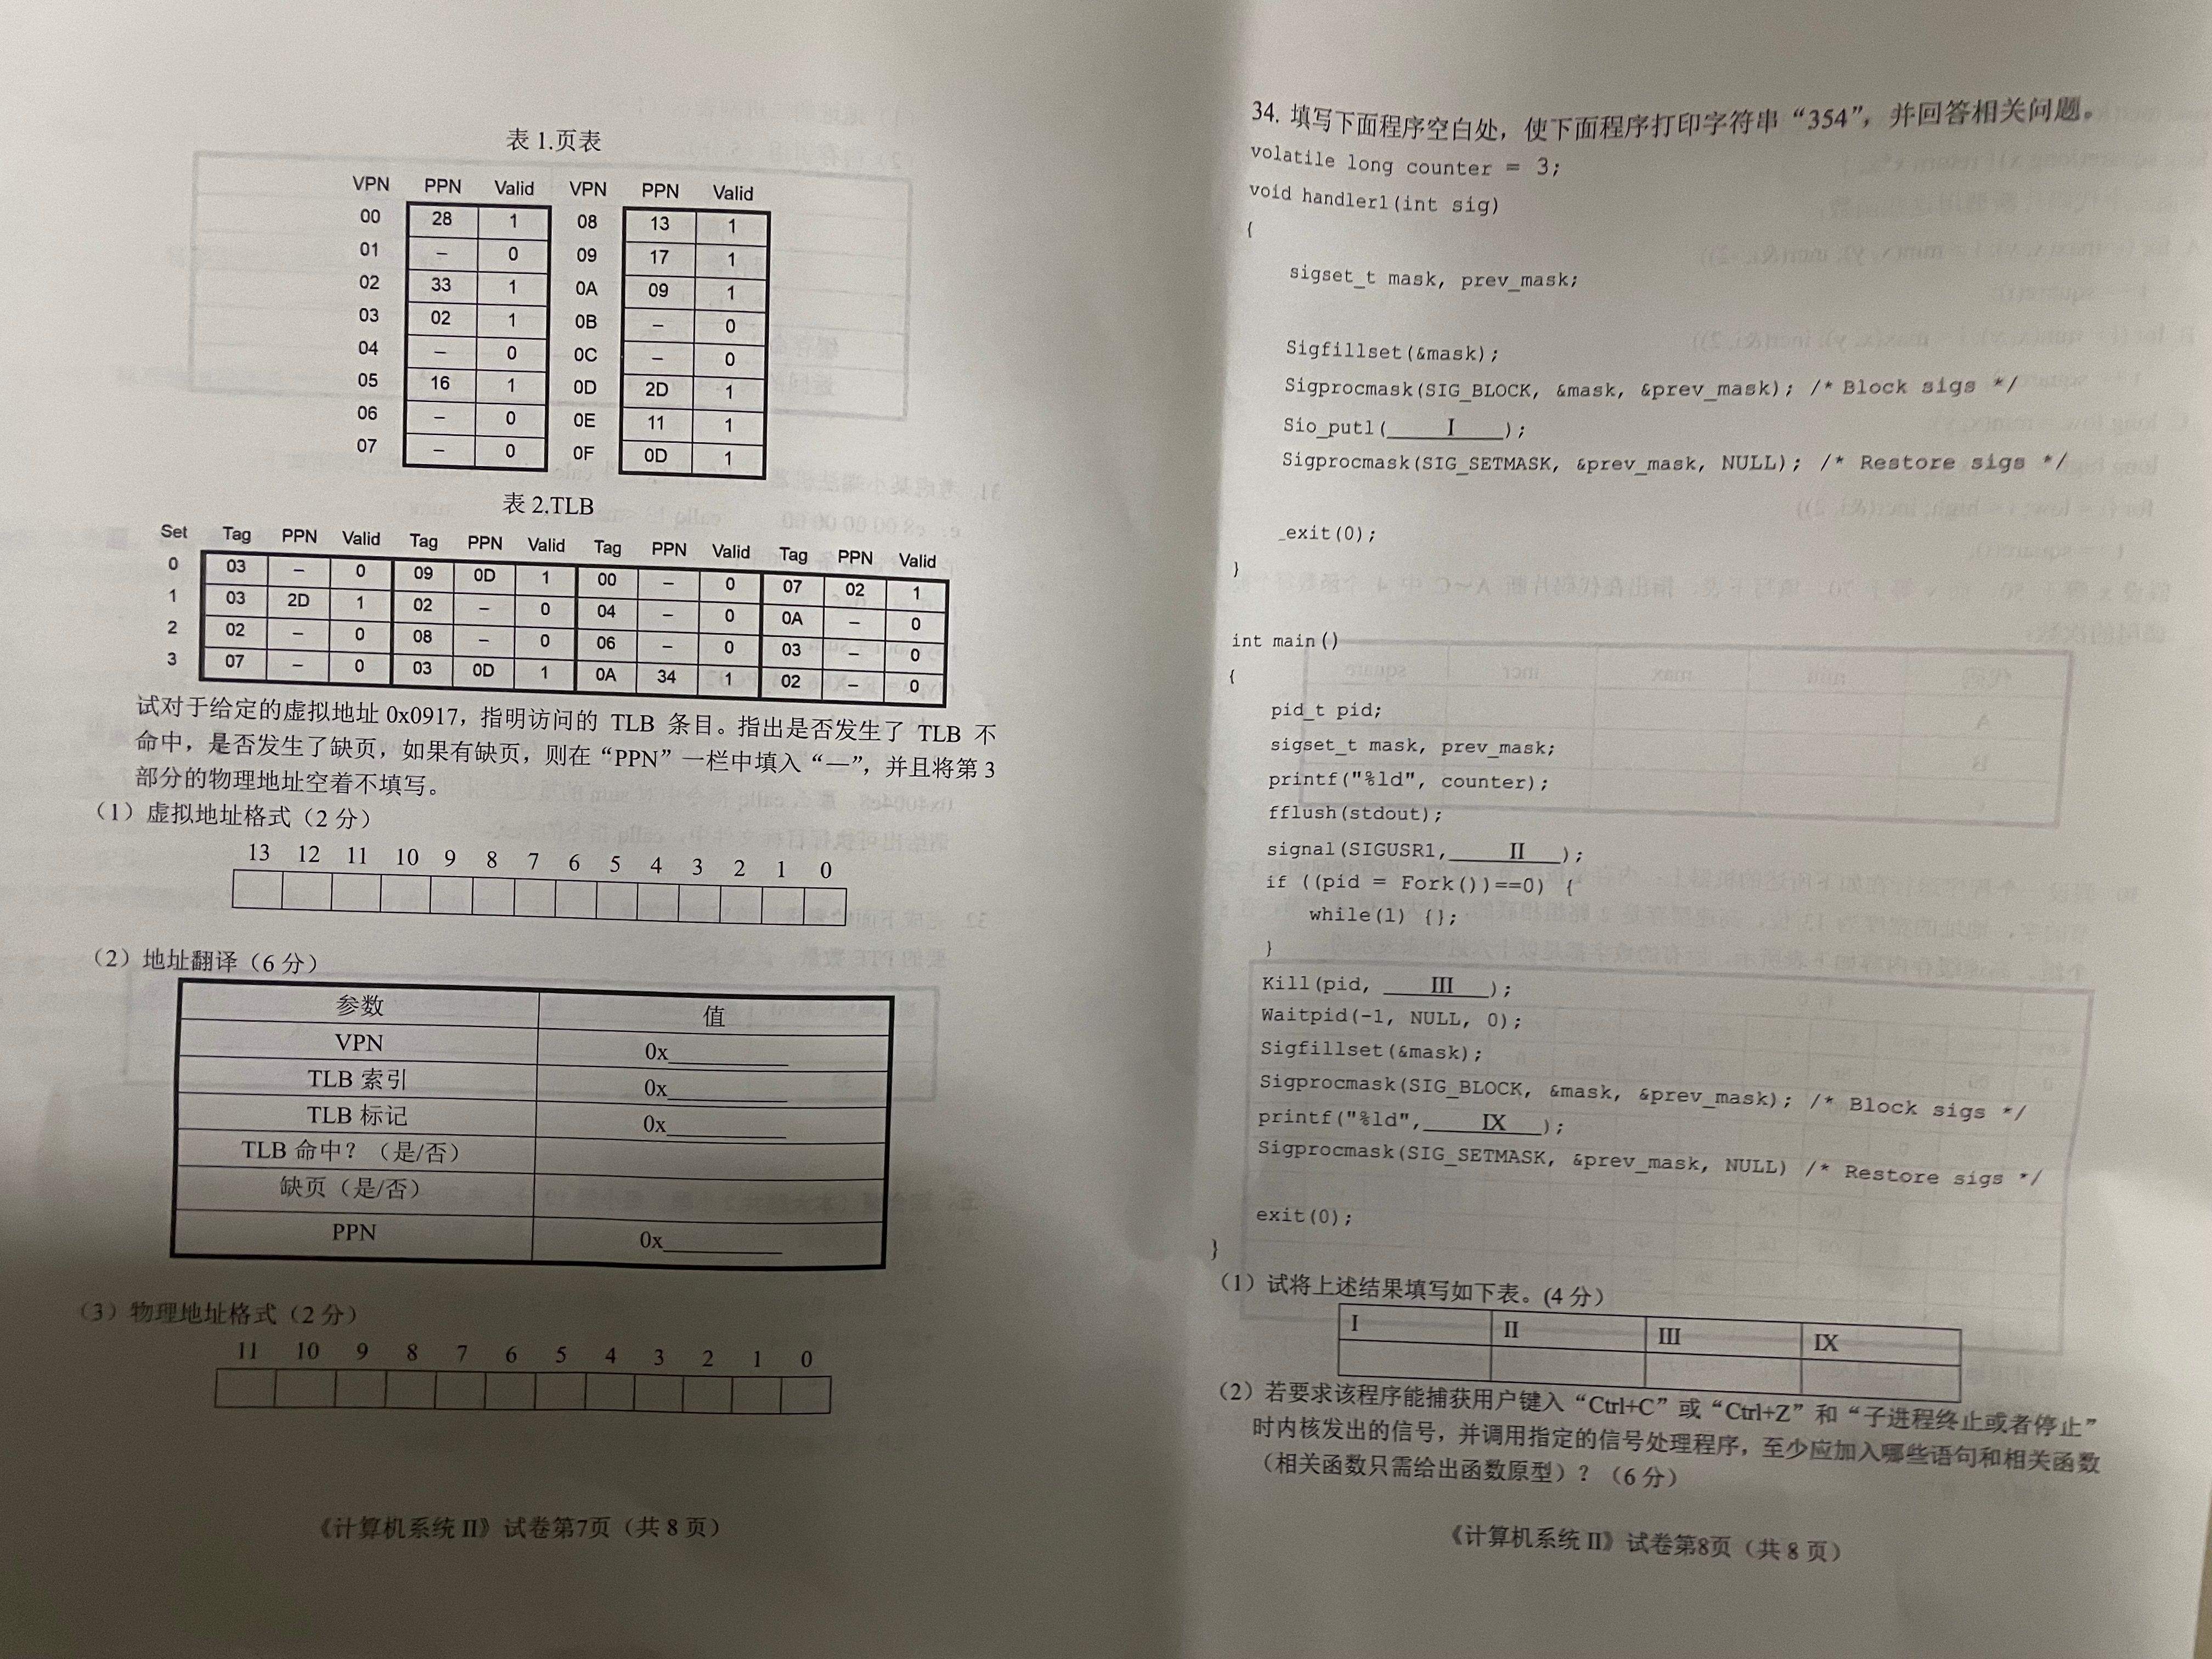 表 1.页表
VPN PPN Valid VPN PPN Valid
00 28 1 08 13 1
01 – 0 09 17 1
02 33 1 0A 09 1
03 02 1 0B – 0
04 – 0 0C – 0
05 16 1 0D 2D 1
06 – 0 0E 11 1
07 – 0 0F 0D 1
表 2.TLB
Set Tag PPN Valid Tag PPN Valid Tag PPN Valid Tag PPN Valid
0 03 – 0 09 0D 1 00 – 0 07 02 1
1 03 2D 1 02 – 0 04 – 0 0A – 0
2 02 – 0 08 – 0 06 – 0 03 – 0
3 07 – 0 03 0D 1 0A 34 1 02 – 0
试对于给定的虚拟地址 0x0917，指明访问的 TLB 条目。指出是否发生了 TLB 不
命中，是否发生了缺页，如果有缺页，则在“PPN”一栏中填入“—”，并且将第 3
部分的物理地址空着不填写。
（1）虚拟地址格式（2 分）
13 12 11 10 9 8 7 6 5 4 3 2 1 0
（2）地址翻译（6 分）
参数 值
VPN 0x________
TLB 索引 0x________
TLB 标记 0x________
TLB 命中？（是/否）
缺页（是/否）
PPN 0x________
（3）物理地址格式（2 分）
11 10 9 8 7 6 5 4 3 2 1 0
《计算机系统 II》试卷第7页（共 8 页）
34. 填写下面程序空白处，使下面程序打印字符串“354”，并回答相关问题。
volatile long counter = 3;
void handler1(int sig)
{
sigset_t mask, prev_mask;
Sigfillset(&mask);
Sigprocmask(SIG_BLOCK, &mask, &prev_mask); /* Block sigs */
Sio_putl(____I____);
Sigprocmask(SIG_SETMASK, &prev_mask, NULL); /* Restore sigs */
_exit(0);
}
int main()
{
pid_t pid;
sigset_t mask, prev_mask;
printf("%ld", counter);
fflush(stdout);
signal(SIGUSR1,____II____);
if ((pid = Fork())==0) {
while(1) {};
}
Kill(pid, ____III____);
Waitpid(-1, NULL, 0);
Sigfillset(&mask);
Sigprocmask(SIG_BLOCK, &mask, &prev_mask); /* Block sigs */
printf("%ld",____IX____);
Sigprocmask(SIG_SETMASK, &prev_mask, NULL) /* Restore sigs */
exit(0);
}
（1）试将上述结果填写如下表。(4 分）
I II III IX
（2）若要求该程序能捕获用户键入“Ctrl+C”或“Ctrl+Z”和“子进程终止或者停止”
时内核发出的信号，并调用指定的信号处理程序，至少应加入哪些语句和相关函数
（相关函数只需给出函数原型）？（6 分）
《计算机系统 II》试卷第8页（共 8 页）